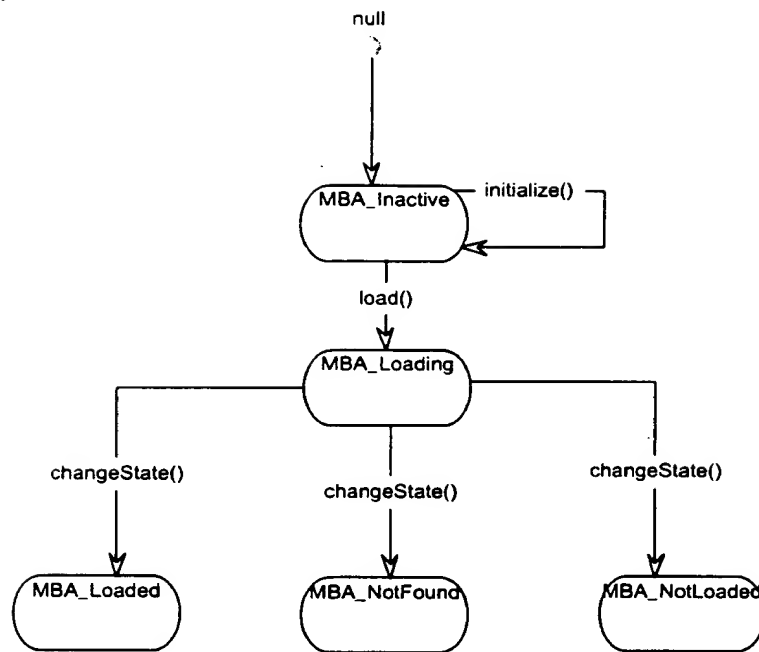 null
MBA_Inactive
initialize()
load()
MBA_Loading
changeState()
changeState()
changeState()
MBA_Loaded
MBA_NotFound
MBA_NotLoaded